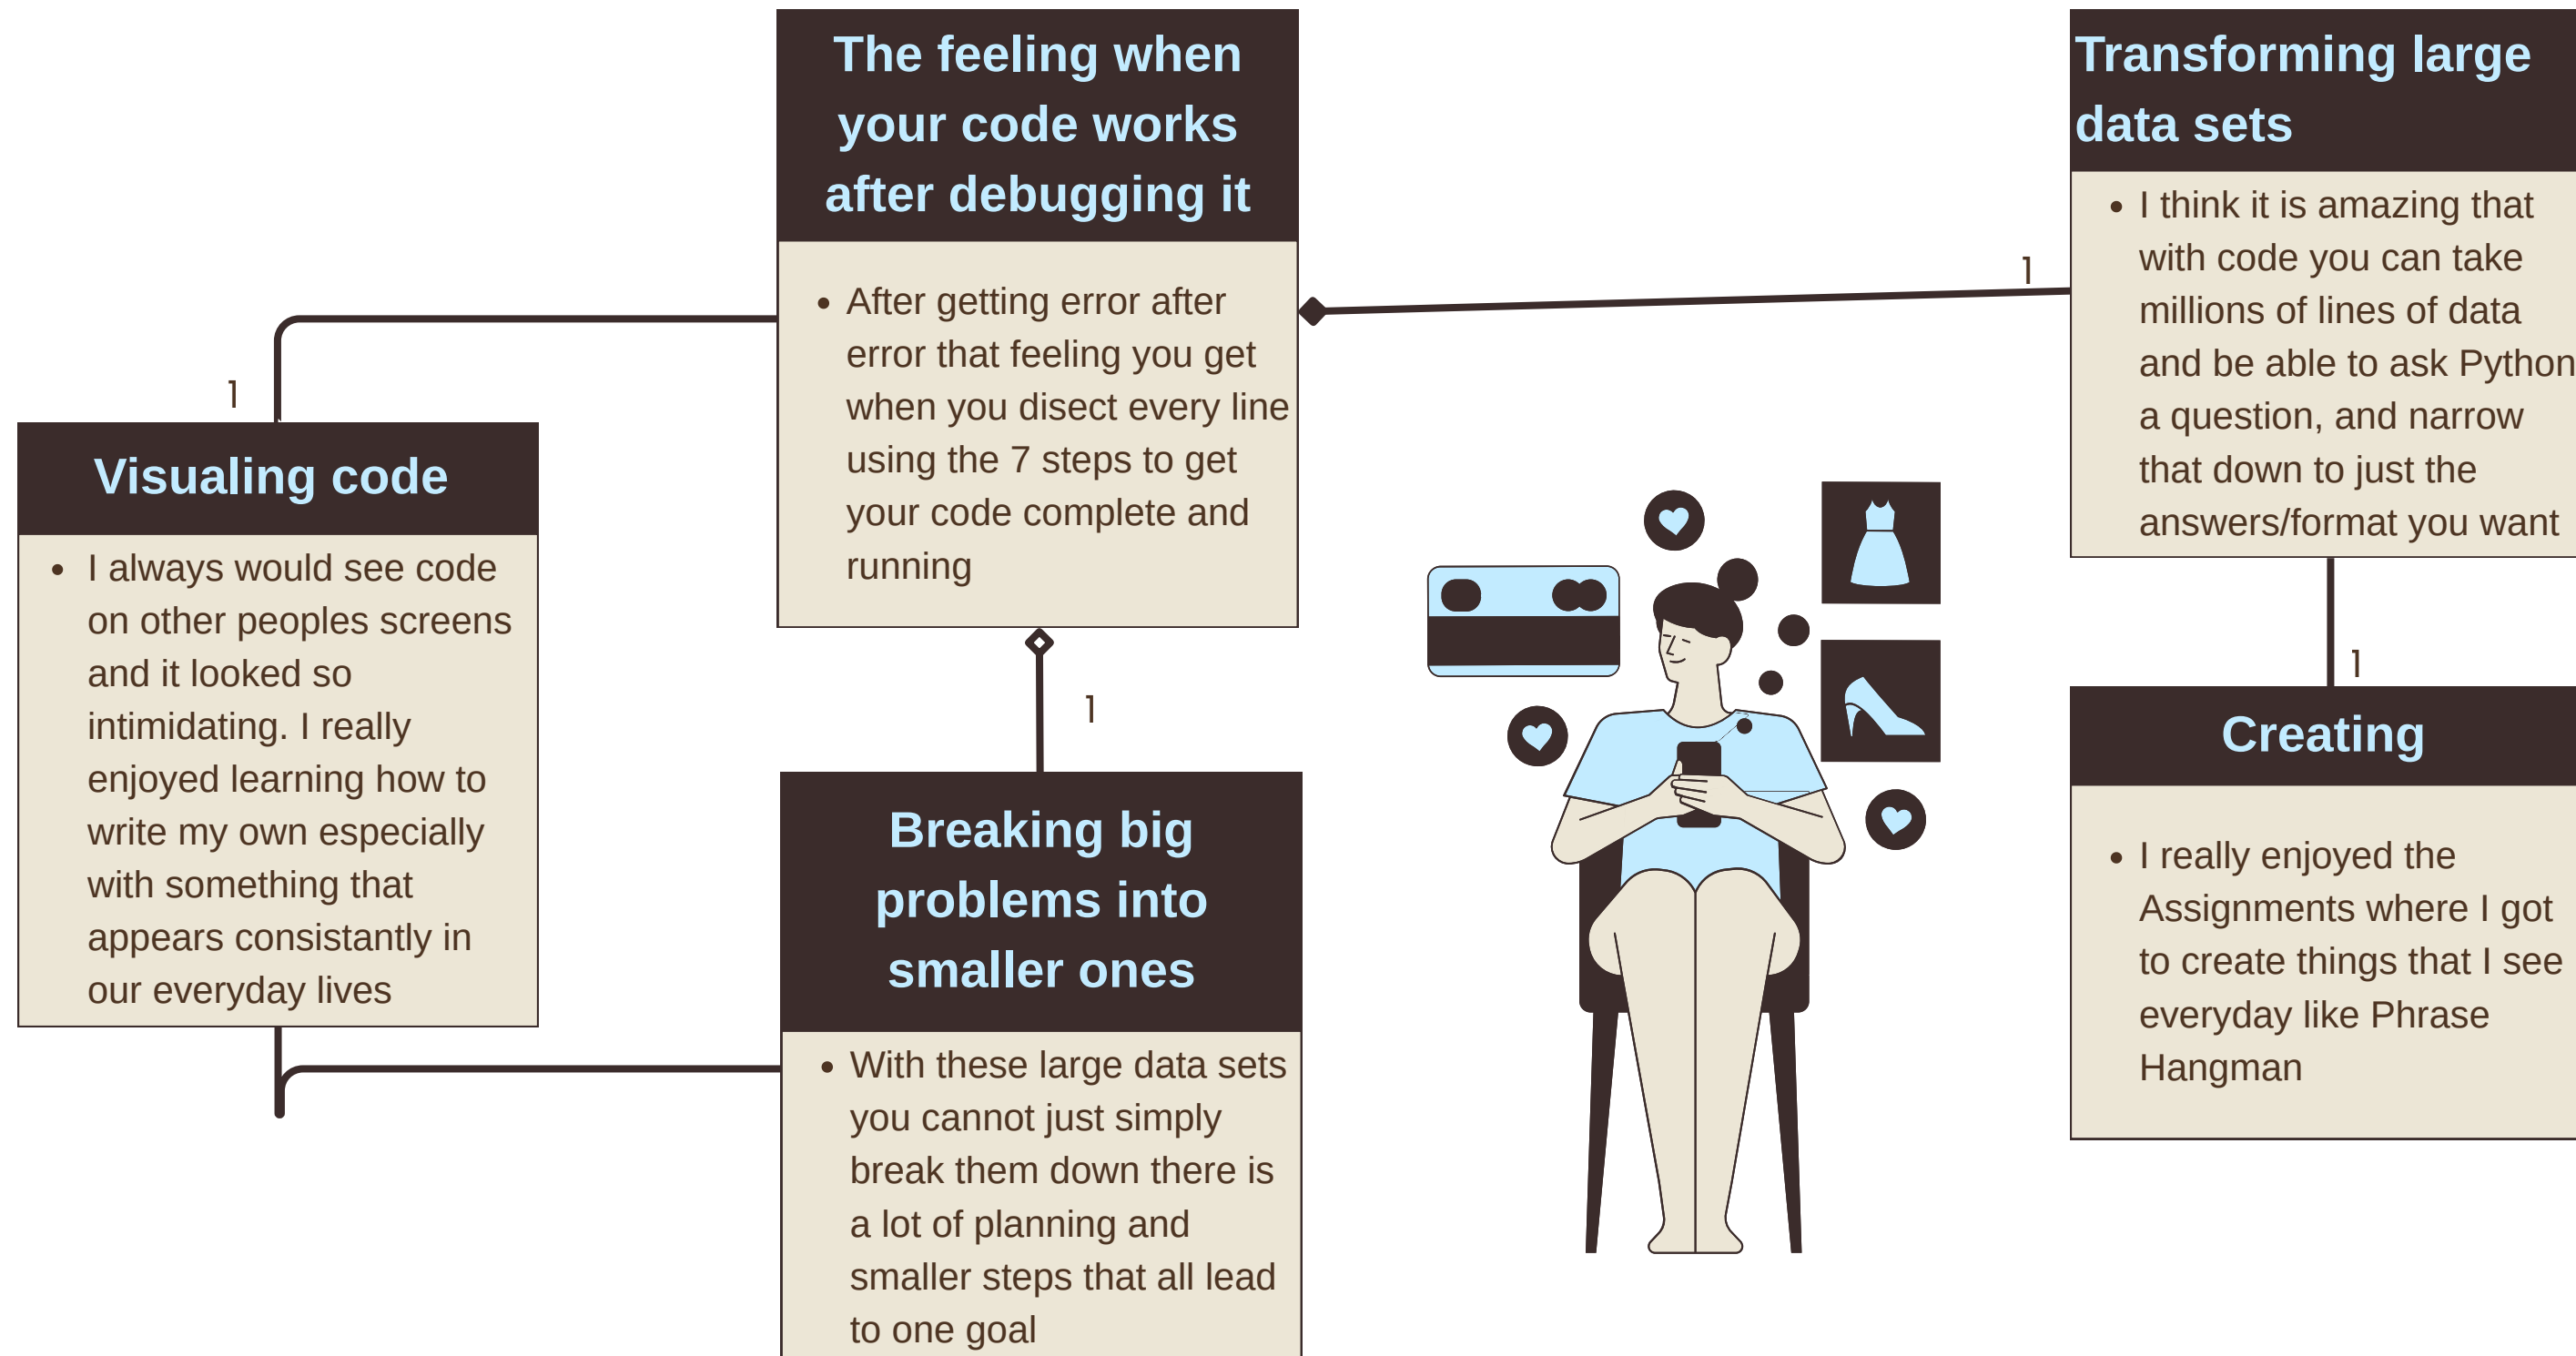 The feeling when
your code works
after debugging it
After getting error after
error that feeling you get
when you disect every line
using the 7 steps to get
your code complete and
running
Transforming large
data sets
I think it is amazing that
with code you can take
millions of lines of data
and be able to ask Python
a question, and narrow
that down to just the
answers/format you want
1
1
Visualing code
I always would see code
on other peoples screens
and it looked so
intimidating. I really
enjoyed learning how to
write my own especially
with something that
appears consistantly in
our everyday lives
1
Breaking big
problems into
smaller ones
With these large data sets
you cannot just simply
break them down there is
a lot of planning and
smaller steps that all lead
to one goal
1
Creating
I really enjoyed the
Assignments where I got
to create things that I see
everyday like Phrase
Hangman